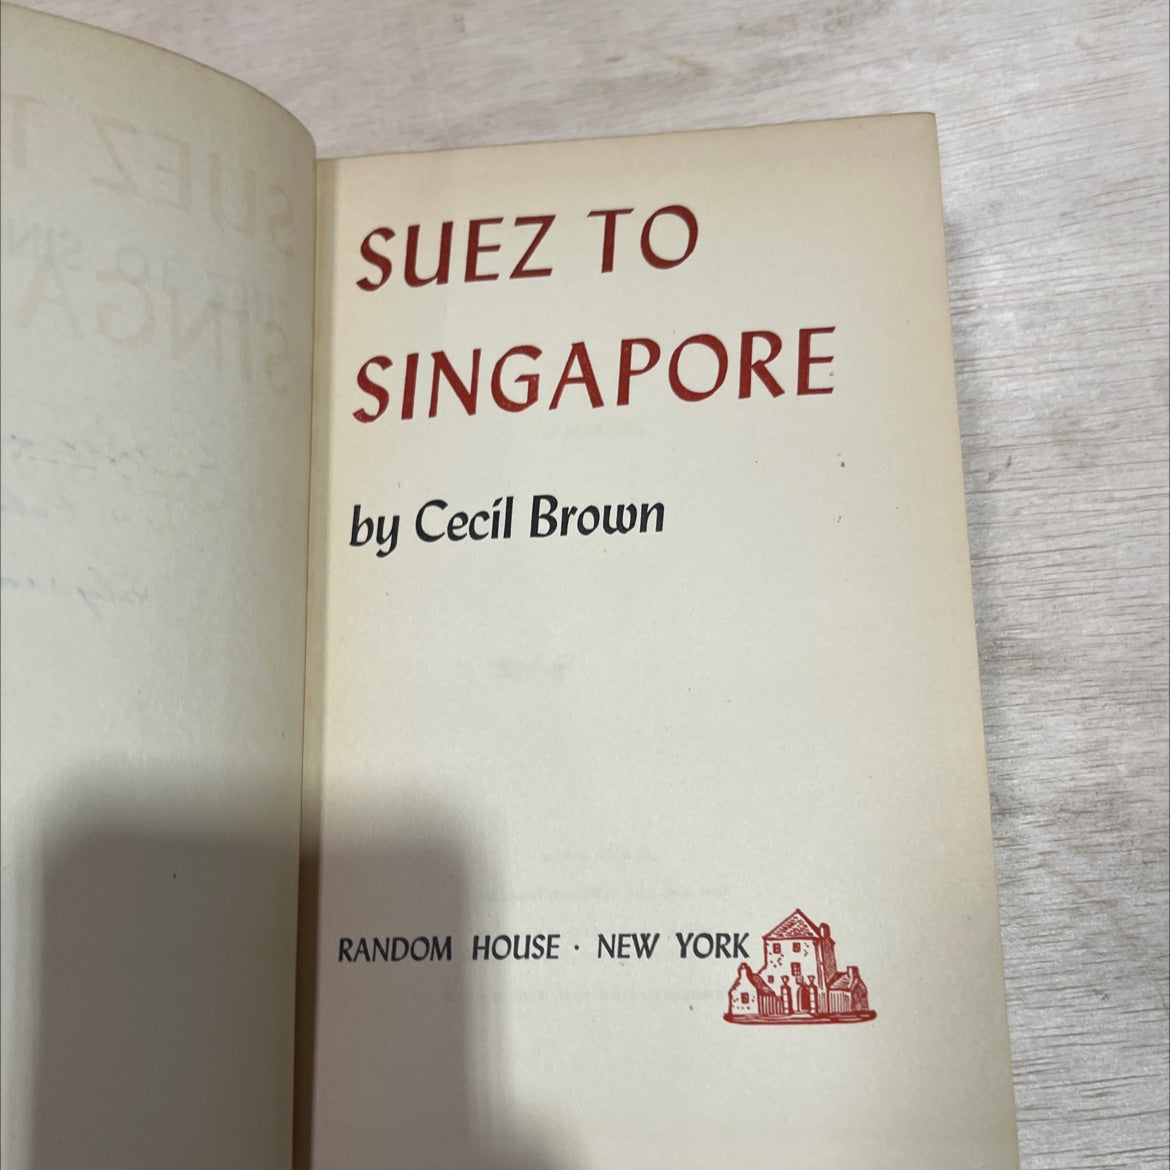 SUEZ TO
SINGAPORE
by Cecil Brown
RANDOM HOUSE · NEW YORK